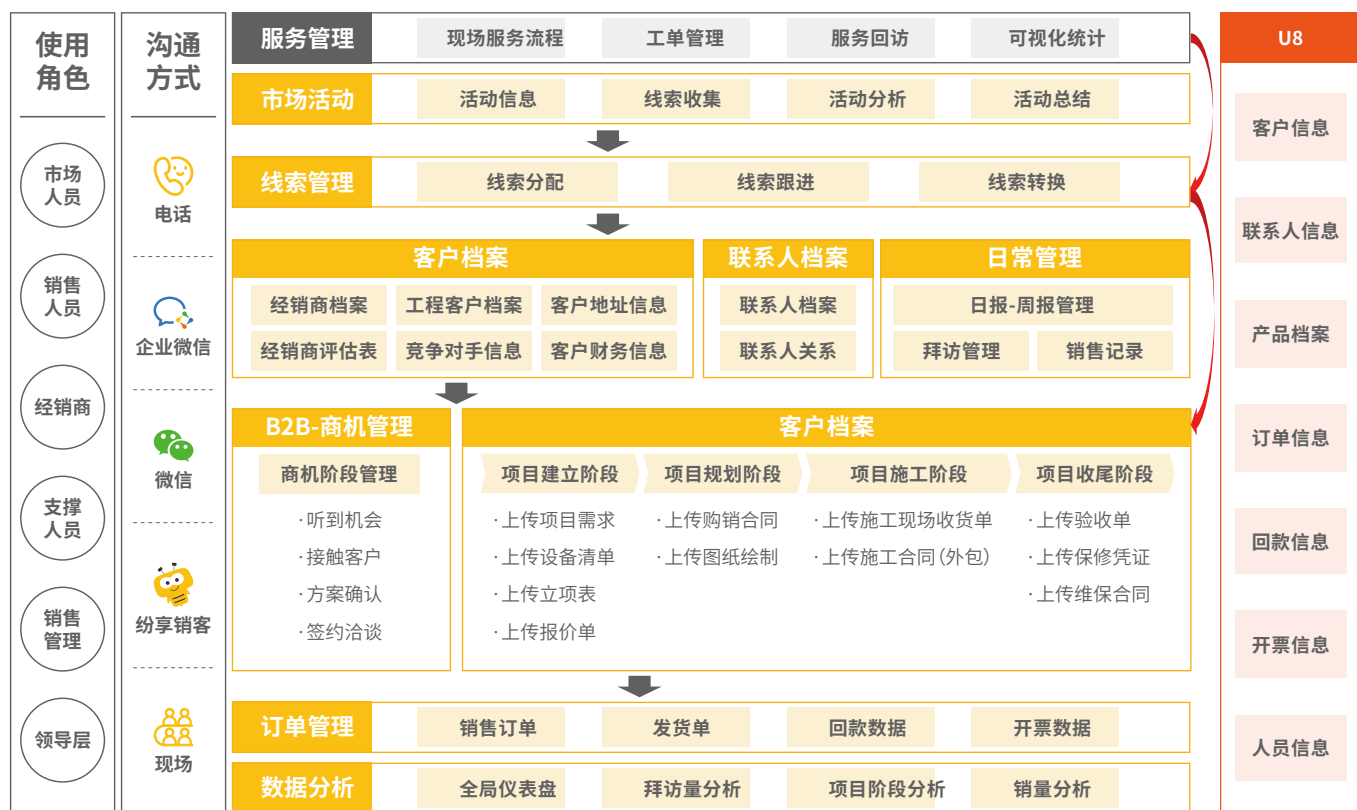 使用
角色
市场
人员
销售
人员
经销商
支撑
人员
销售
管理
领导层
沟通
方式
电话
企业微信
微信
纷享销客
现场
服务管理 现场服务流程 工单管理 服务回访 可视化统计
市场活动 活动信息 线索收集 活动分析 活动总结
线索管理 线索分配 线索跟进 线索转换
客户档案
经销商档案 工程客户档案 客户地址信息
经销商评估表 竞争对手信息 客户财务信息
联系人档案
联系人档案
联系人关系
日常管理
日报-周报管理
拜访管理 销售记录
B2B-商机管理
商机阶段管理
·听到机会
·接触客户
·方案确认
·签约洽谈
客户档案
项目建立阶段
·上传项目需求
·上传设备清单
·上传立项表
·上传报价单
项目规划阶段
·上传购销合同
·上传图纸绘制
项目施工阶段
·上传施工现场收货单
·上传施工合同(外包)
项目收尾阶段
·上传验收单
·上传保修凭证
·上传维保合同
订单管理 销售订单 发货单 回款数据 开票数据
数据分析 全局仪表盘 拜访量分析 项目阶段分析 销量分析
U8
客户信息
联系人信息
产品档案
订单信息
回款信息
开票信息
人员信息